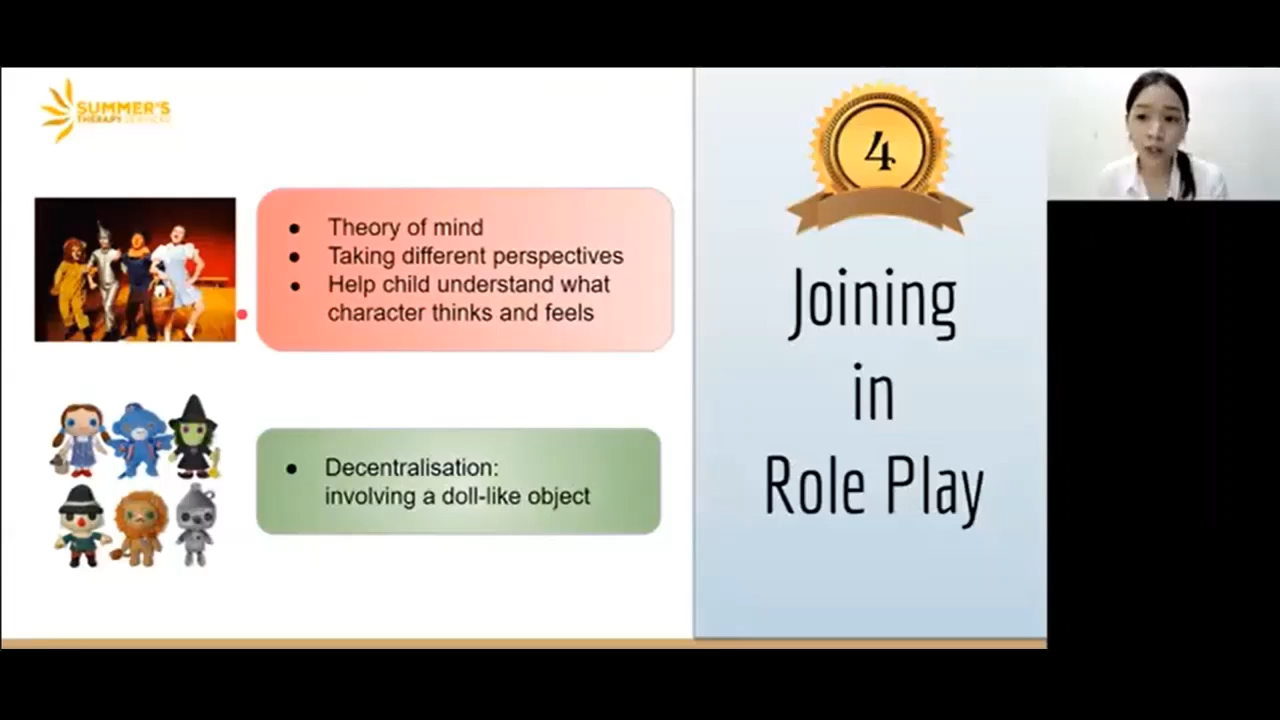 SUMMER'S
THERAPY SERVICES
● Theory of mind
● Taking different perspectives
● Help child understand what
character thinks and feels
● Decentralisation:
involving a doll-like object
4
Joining
in
Role Play